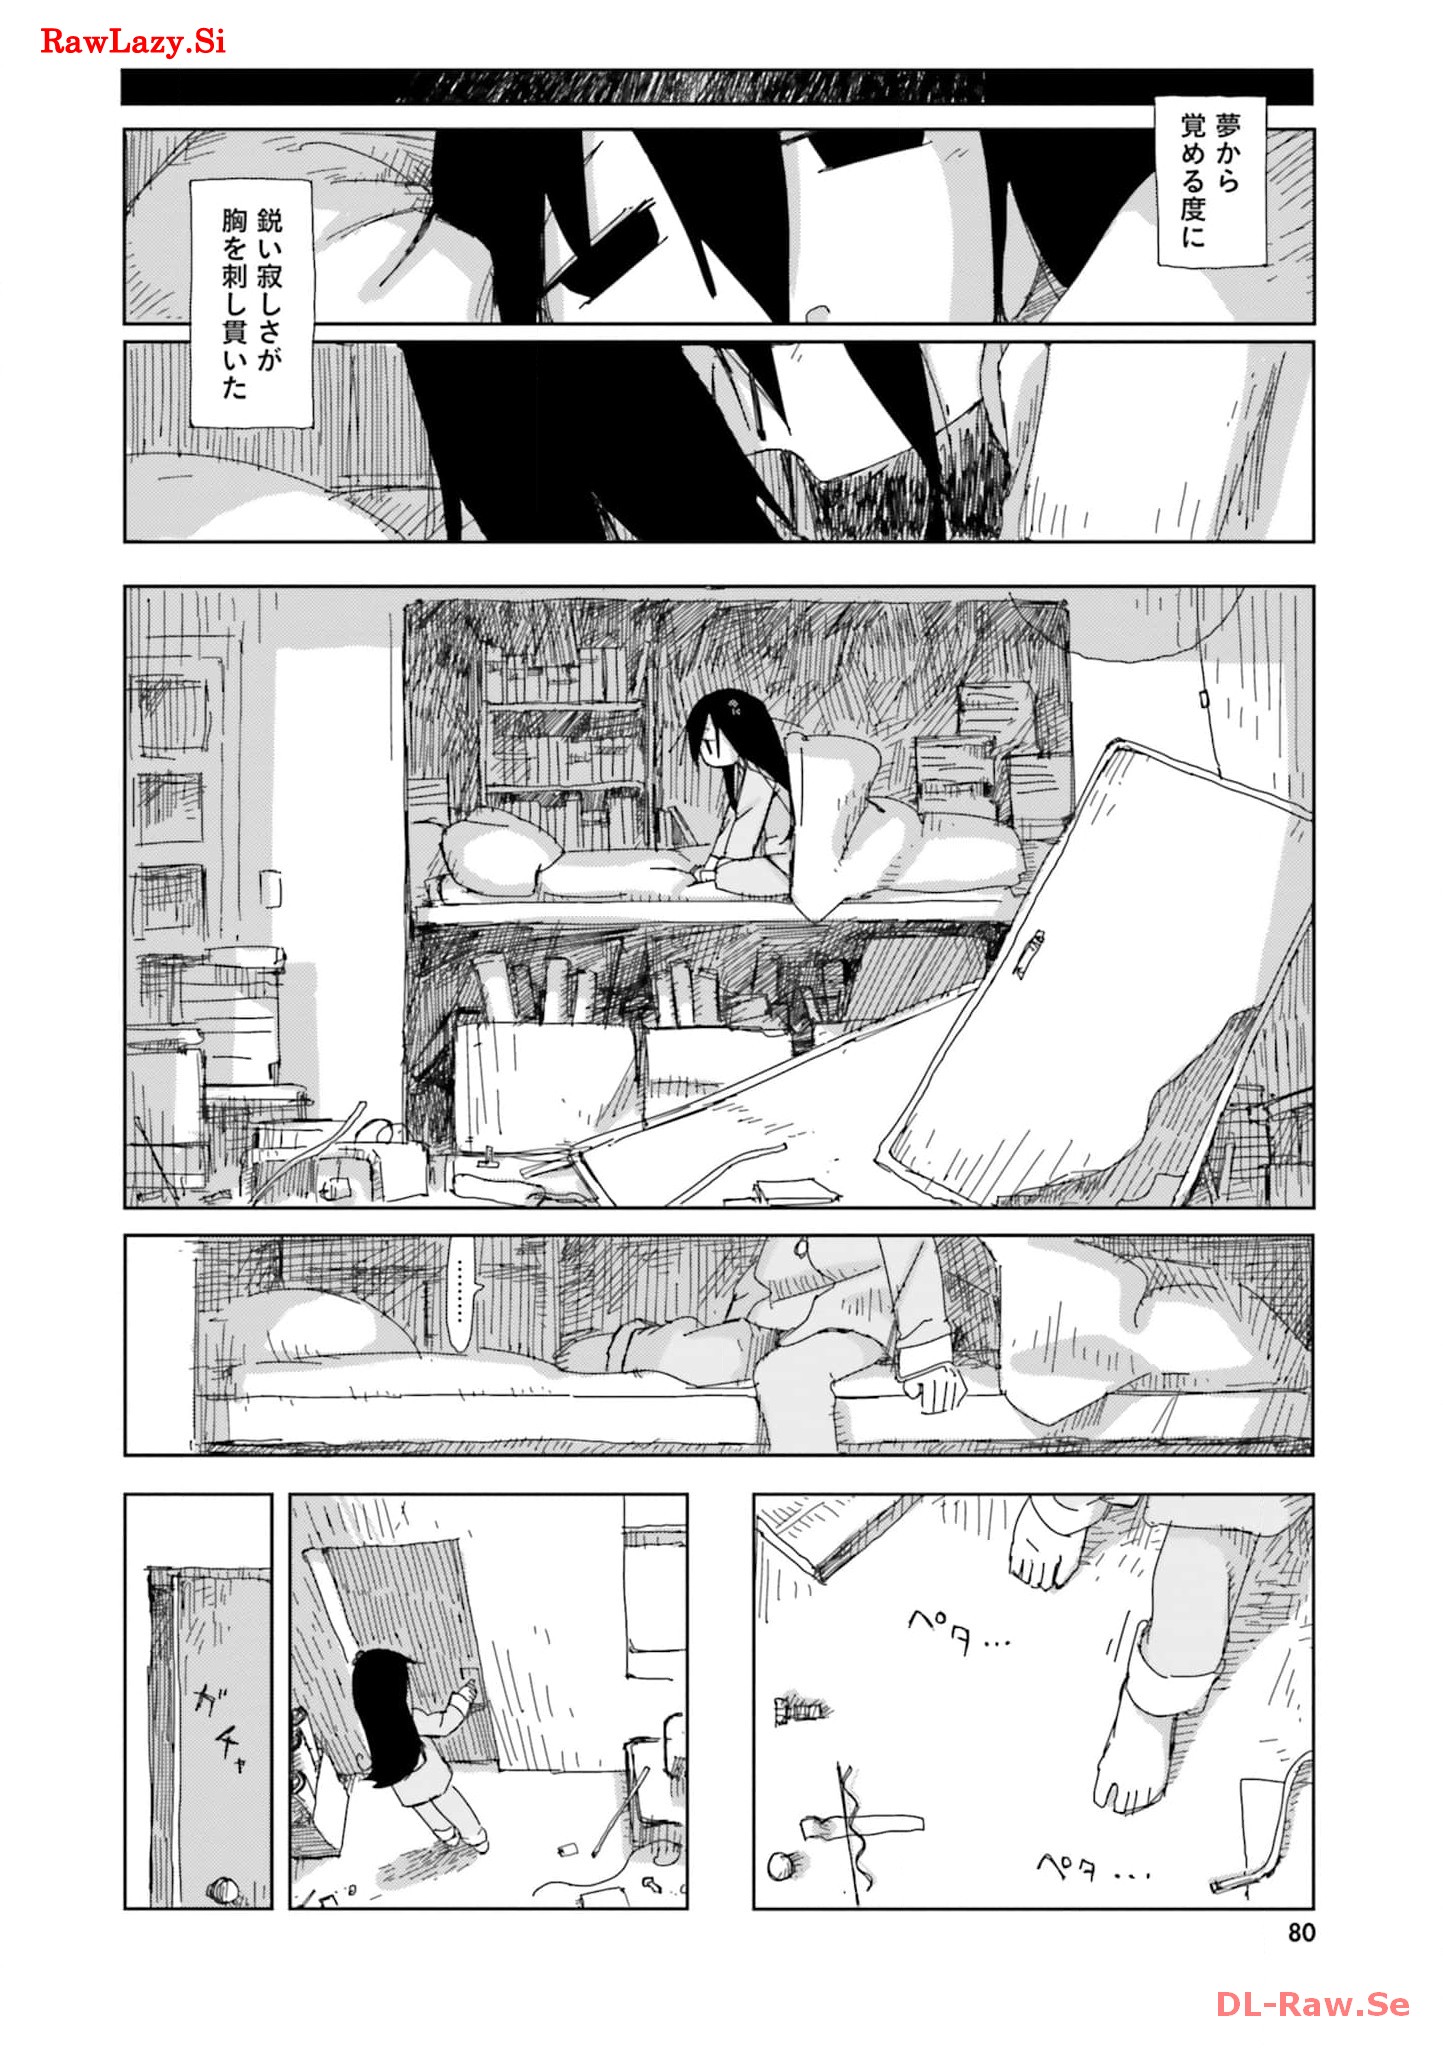 RawLazy.Si
夢から
覚める度に
鋭い寂しさが
胸を刺し貫いた
………
ペタ…
ペタ…
ガチャ
80
DL-Raw.Se